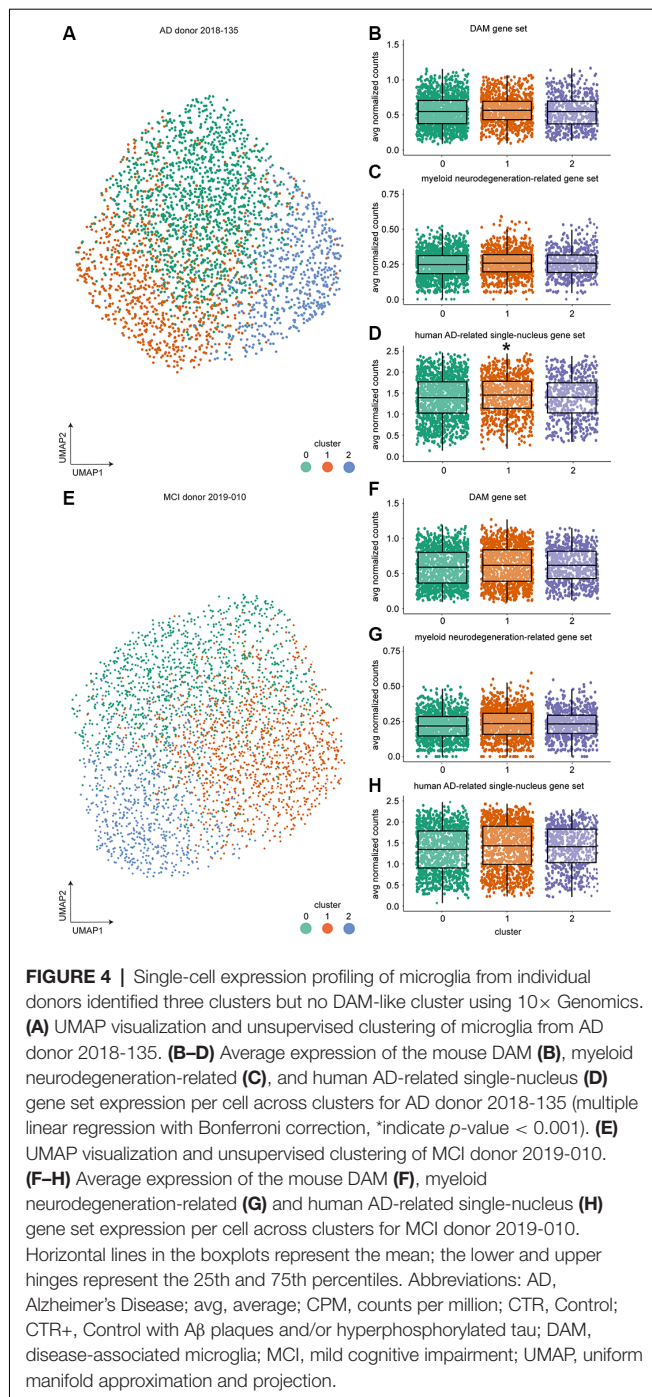 A
AD donor 2018-135
UMAP2
UMAP1
cluster
0 1 2
B
DAM gene set
avg normalized counts
1.5
1.0
0.5
0.0
0 1 2
C
myeloid neurodegeneration-related gene set
avg normalized counts
0.75
0.50
0.25
0.0
0 1 2
D
human AD-related single-nucleus gene set
*
avg normalized counts
2.5
2.0
1.5
1.0
0.5
0.0
0 1 2
E
MCI donor 2019-010
UMAP2
UMAP1
cluster
0 1 2
F
DAM gene set
avg normalized counts
1.5
1.0
0.5
0.0
0 1 2
G
myeloid neurodegeneration-related gene set
avg normalized counts
0.75
0.50
0.25
0.0
0 1 2
H
human AD-related single-nucleus gene set
avg normalized counts
2.5
2.0
1.5
1.0
0.5
0.0
0 1 2
cluster
FIGURE 4 | Single-cell expression profiling of microglia from individual
donors identified three clusters but no DAM-like cluster using 10× Genomics.
(A) UMAP visualization and unsupervised clustering of microglia from AD
donor 2018-135. (B–D) Average expression of the mouse DAM (B), myeloid
neurodegeneration-related (C), and human AD-related single-nucleus (D)
gene set expression per cell across clusters for AD donor 2018-135 (multiple
linear regression with Bonferroni correction, *indicate p-value < 0.001). (E)
UMAP visualization and unsupervised clustering of MCI donor 2019-010.
(F–H) Average expression of the mouse DAM (F), myeloid
neurodegeneration-related (G) and human AD-related single-nucleus (H)
gene set expression per cell across clusters for MCI donor 2019-010.
Horizontal lines in the boxplots represent the mean; the lower and upper
hinges represent the 25th and 75th percentiles. Abbreviations: AD,
Alzheimer's Disease; avg, average; CPM, counts per million; CTR, Control;
CTR+, Control with Aβ plaques and/or hyperphosphorylated tau; DAM,
disease-associated microglia; MCI, mild cognitive impairment; UMAP, uniform
manifold approximation and projection.